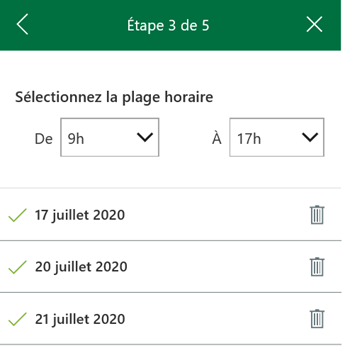 Étape 3 de 5
Sélectionnez la plage horaire
De 9h À 17h
17 juillet 2020
20 juillet 2020
21 juillet 2020